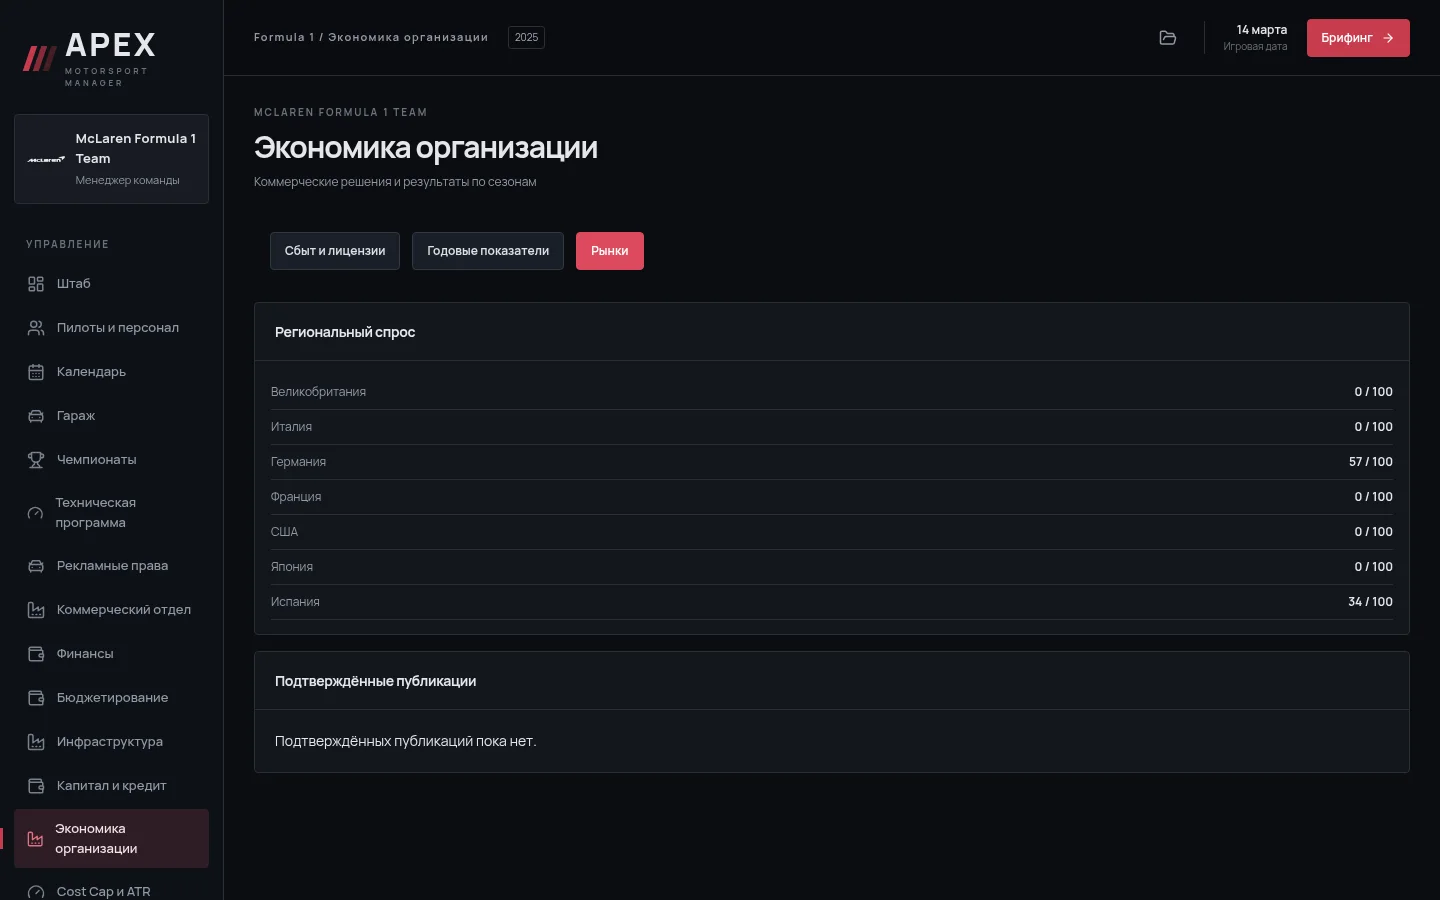 APEX
MOTORSPORT
MANAGER
McLaren
McLaren Formula 1
Team
Менеджер команды
УПРАВЛЕНИЕ
Штаб
Пилоты и персонал
Календарь
Гараж
Чемпионаты
Техническая
программа
Рекламные права
Коммерческий отдел
Финансы
Бюджетирование
Инфраструктура
Капитал и кредит
Экономика
организации
Cost Cap и ATR
Formula 1 / Экономика организации
2025
14 марта
Игровая дата
Брифинг
MCLAREN FORMULA 1 TEAM
Экономика организации
Коммерческие решения и результаты по сезонам
Сбыт и лицензии
Годовые показатели
Рынки
Региональный спрос
Великобритания 0 / 100
Италия 0 / 100
Германия 57 / 100
Франция 0 / 100
США 0 / 100
Япония 0 / 100
Испания 34 / 100
Подтверждённые публикации
Подтверждённых публикаций пока нет.